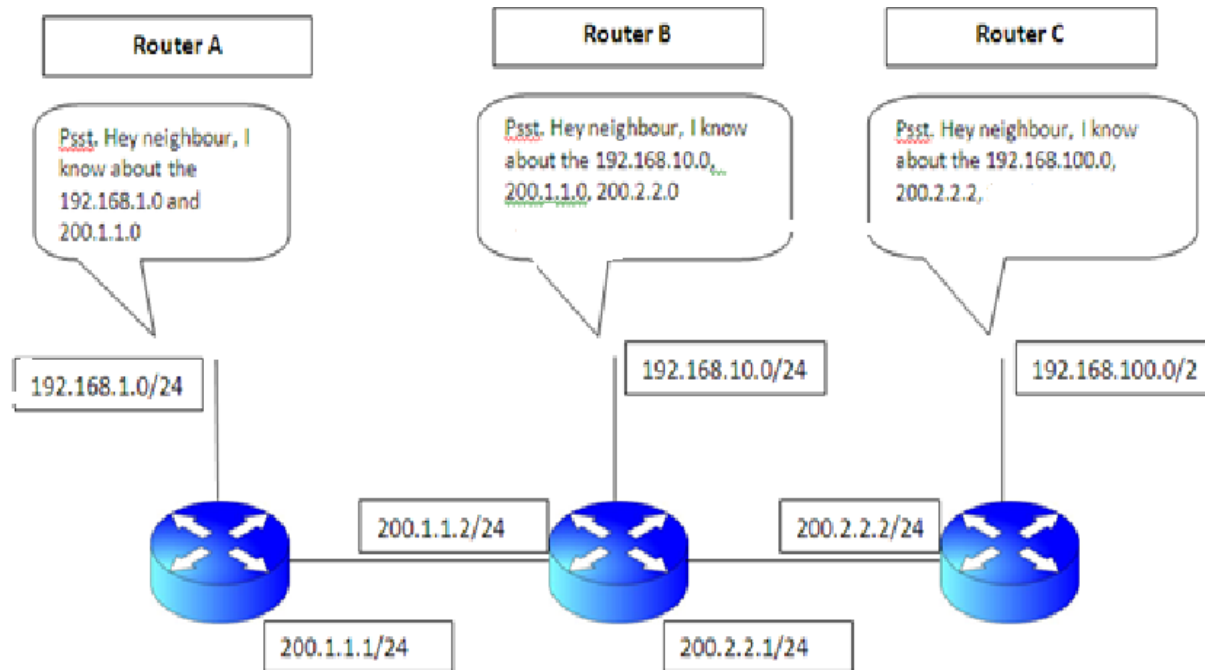 Router A
Router B
Router C
Psst. Hey neighbour, I
know about the
192.168.1.0 and
200.1.1.0
Psst. Hey neighbour, I know
about the 192.168.10.0,
200.1.1.0, 200.2.2.0
Psst. Hey neighbour, I know
about the 192.168.100.0,
200.2.2.2,
192.168.1.0/24
192.168.10.0/24
192.168.100.0/2
200.1.1.2/24
200.2.2.2/24
200.1.1.1/24
200.2.2.1/24